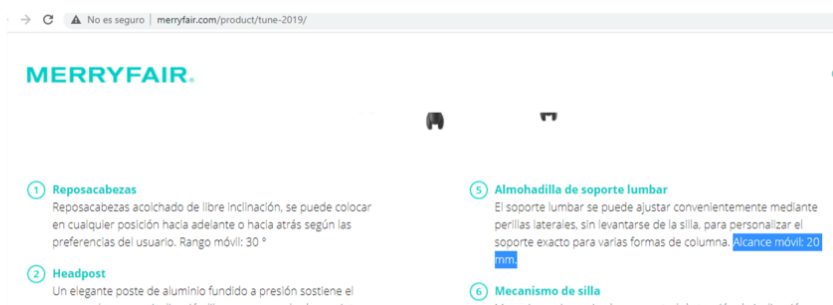 No es seguro | merryfair.com/product/tune-2019/
MERRYFAIR.
1 Reposacabezas
Reposacabezas acolchado de libre inclinación, se puede colocar
en cualquier posición hacia adelante o hacia atrás según las
preferencias del usuario. Rango móvil: 30 °
2 Headpost
Un elegante poste de aluminio fundido a presión sostiene el
5 Almohadilla de soporte lumbar
El soporte lumbar se puede ajustar convenientemente mediante
perillas laterales, sin levantarse de la silla, para personalizar el
soporte exacto para varias formas de columna. Alcance móvil: 20
mm.
6 Mecanismo de silla